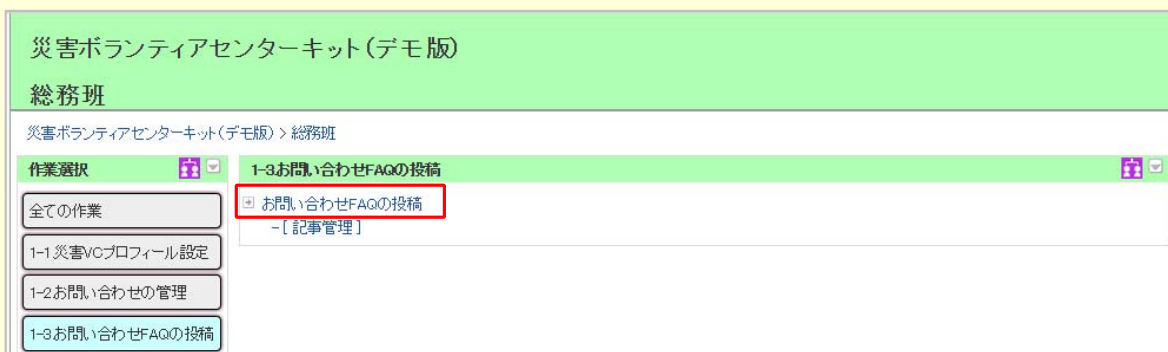 災害ボランティアセンターキット(デモ版)
総務班
災害ボランティアセンターキット(デモ版) > 総務班
作業選択
全ての作業
1-1災害VCプロフィール設定
1-2お問い合わせの管理
1-3お問い合わせFAQの投稿
1-3お問い合わせFAQの投稿
お問い合わせFAQの投稿
-[ 記事管理 ]